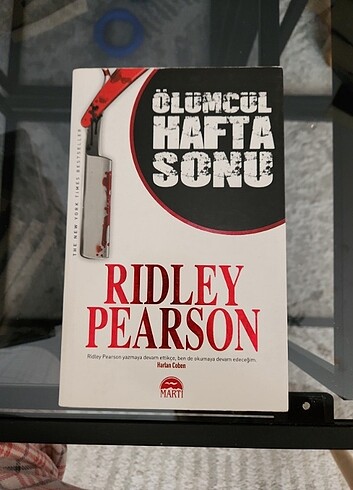 THE NEW YORK TIMES BESTSELLER
ÖLÜMCÜL
HAFTA
SONU
RIDLEY
PEARSON
Ridley Pearson yazmaya devam ettikçe, ben de okumaya devam edeceğim.
Harlan Coben
MARTI